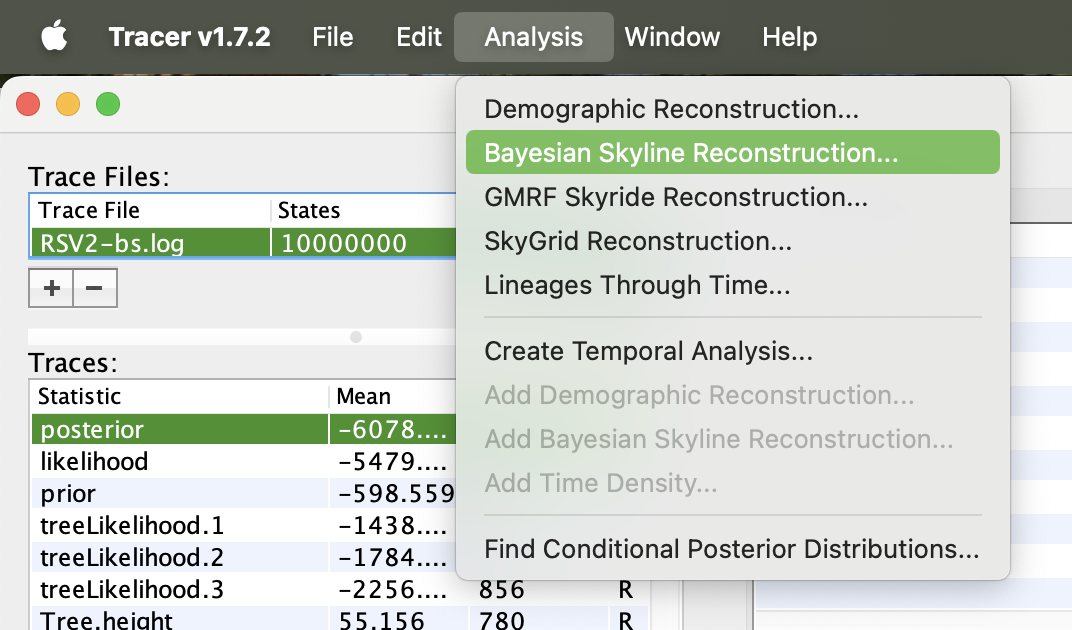 Tracer v1.7.2 File Edit Analysis Window Help
Demographic Reconstruction...
Bayesian Skyline Reconstruction...
GMRF Skyride Reconstruction...
SkyGrid Reconstruction...
Lineages Through Time...
Create Temporal Analysis...
Add Demographic Reconstruction...
Add Bayesian Skyline Reconstruction...
Add Time Density...
Find Conditional Posterior Distributions...
Trace Files:
Trace File States
RSV2-bs.log 10000000
+ −
Traces:
Statistic Mean
posterior -6078....
likelihood -5479....
prior -598.559
treeLikelihood.1 -1438....
treeLikelihood.2 -1784....
treeLikelihood.3 -2256.... 856 R
Tree.height 55.156 780 R